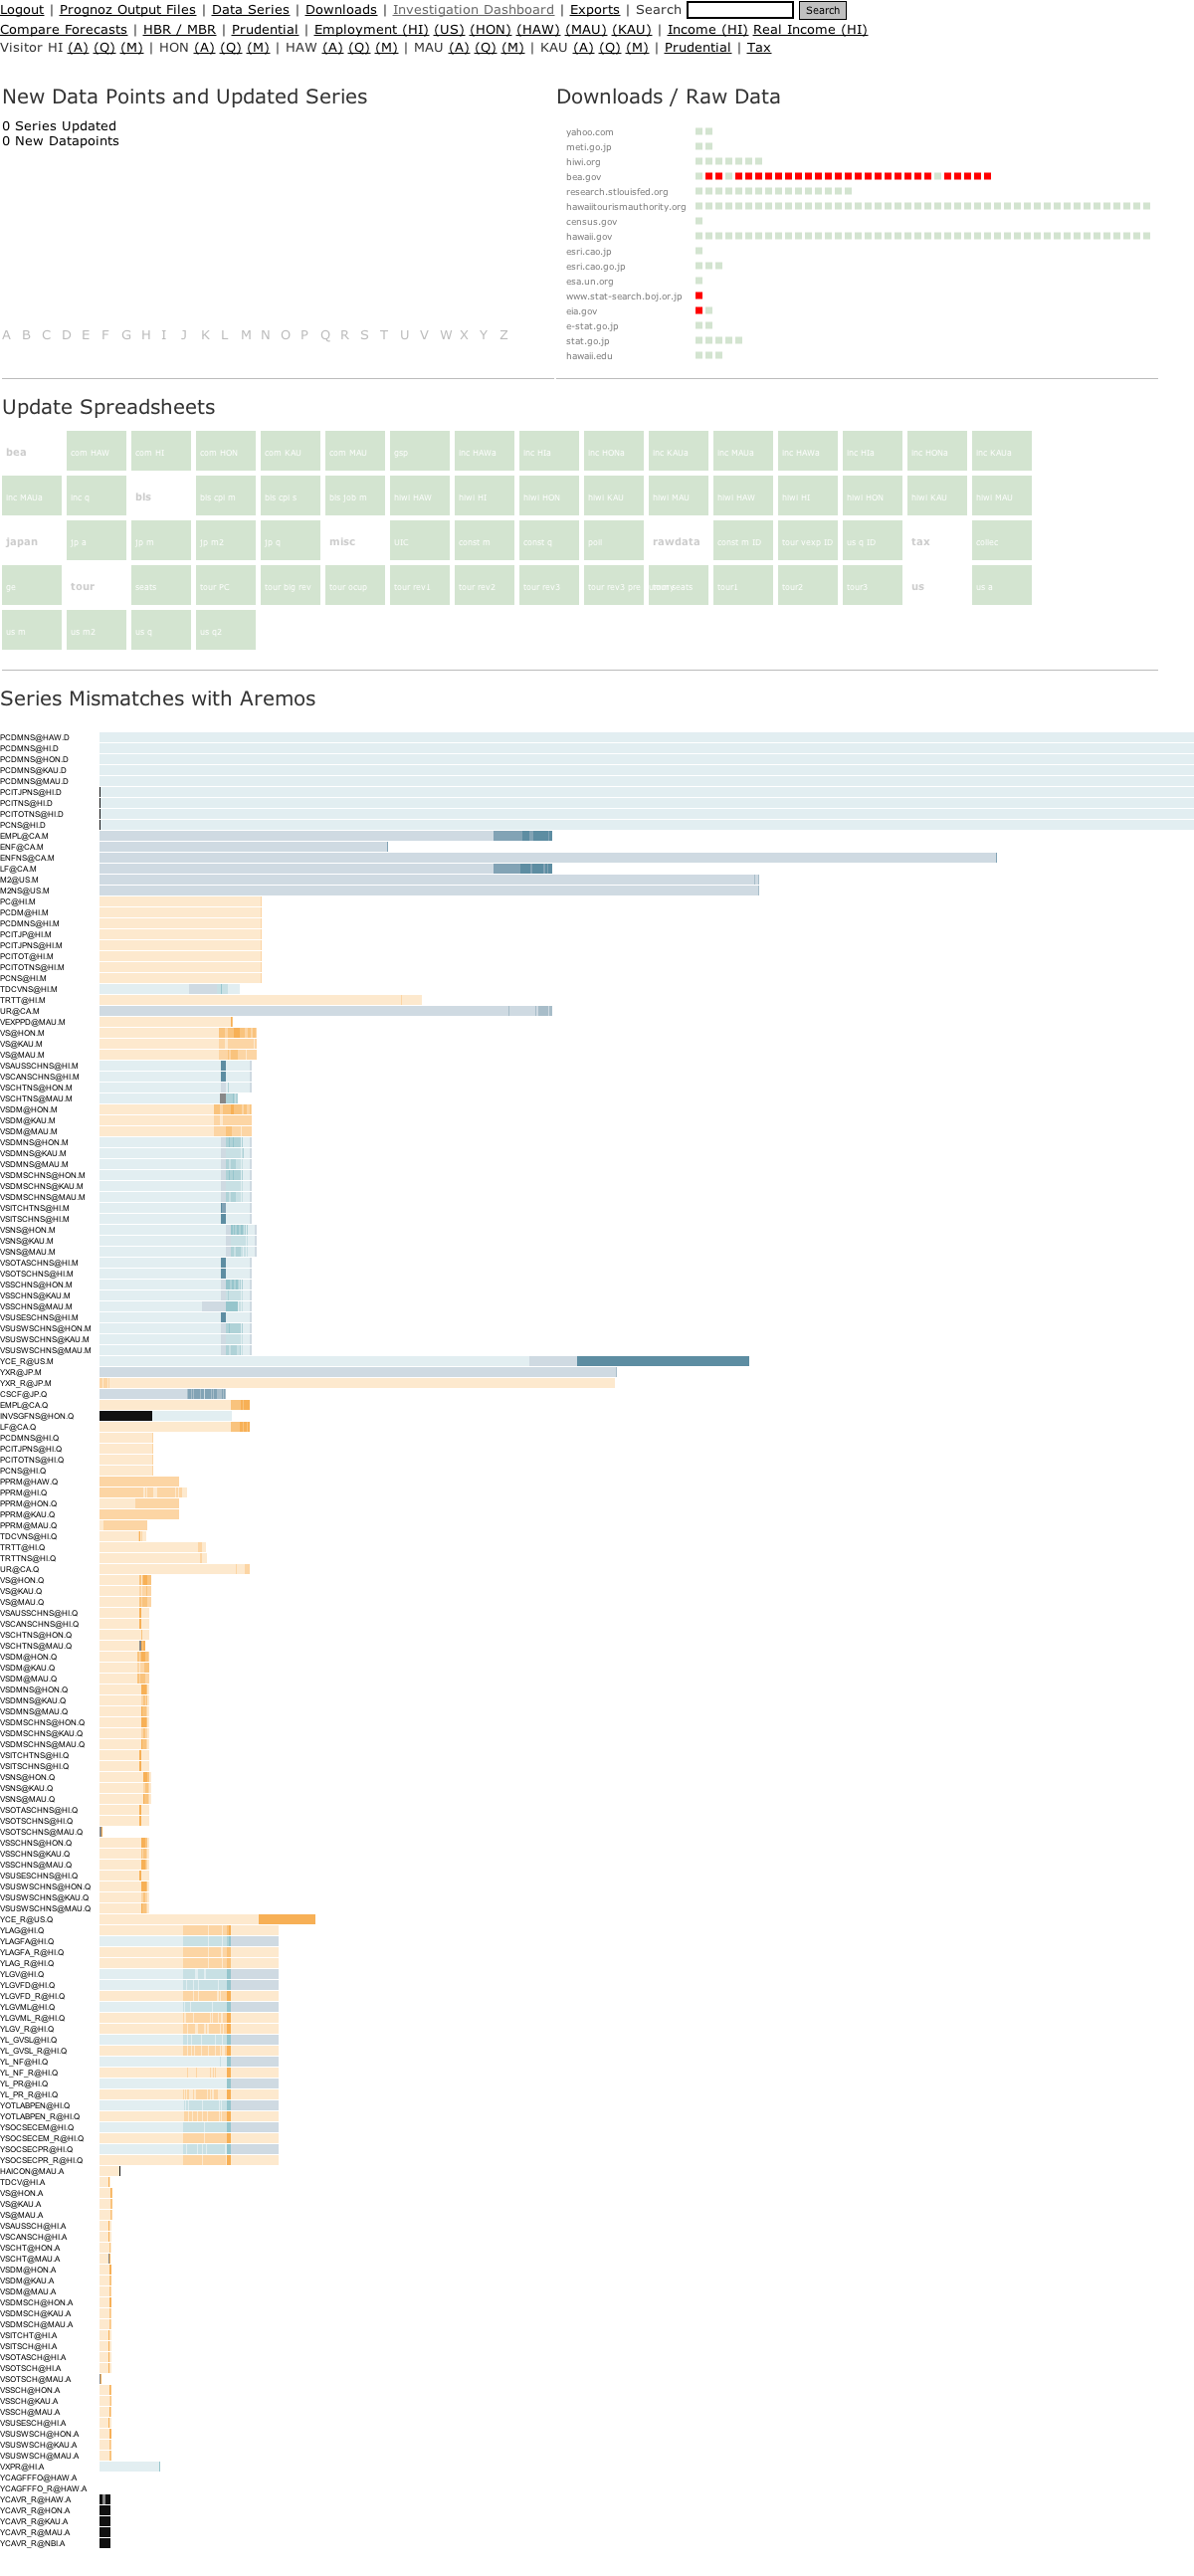 Logout | Prognoz Output Files | Data Series | Downloads | Investigation Dashboard | Exports | Search Search
Compare Forecasts | HBR / MBR | Prudential | Employment (HI) (US) (HON) (HAW) (MAU) (KAU) | Income (HI) Real Income (HI)
Visitor HI (A) (Q) (M) | HON (A) (Q) (M) | HAW (A) (Q) (M) | MAU (A) (Q) (M) | KAU (A) (Q) (M) | Prudential | Tax
New Data Points and Updated Series
0 Series Updated
0 New Datapoints
A B C D E F G H I J K L M N O P Q R S T U V W X Y Z
Downloads / Raw Data
yahoo.com
meti.go.jp
hiwi.org
bea.gov
research.stlouisfed.org
hawaiitourismauthority.org
census.gov
hawaii.gov
esri.cao.jp
esri.cao.go.jp
esa.un.org
www.stat-search.boj.or.jp
eia.gov
e-stat.go.jp
stat.go.jp
hawaii.edu
Update Spreadsheets
bea com HAW com HI com HON com KAU com MAU gsp inc HAWa inc HIa inc HONa inc KAUa inc MAUa inc HAWa inc HIa inc HONa inc KAUa
inc MAUa inc q bls bls cpi m bls cpi s bls job m hiwi HAW hiwi HI hiwi HON hiwi KAU hiwi MAU hiwi HAW hiwi HI hiwi HON hiwi KAU hiwi MAU
japan jp a jp m jp m2 jp q misc UIC const m const q poil rawdata const m ID tour vexp ID us q ID tax collec
ge tour seats tour PC tour big rev tour ocup tour rev1 tour rev2 tour rev3 tour rev3 pre tour seats tour1 tour2 tour3 us us a
us m us m2 us q us q2
Series Mismatches with Aremos
PCDMNS@HAW.D
PCDMNS@HI.D
PCDMNS@HON.D
PCDMNS@KAU.D
PCDMNS@MAU.D
PCITJPNS@HI.D
PCITNS@HI.D
PCITOTNS@HI.D
PCNS@HI.D
EMPL@CA.M
ENF@CA.M
ENFNS@CA.M
LF@CA.M
M2@US.M
M2NS@US.M
PC@HI.M
PCDM@HI.M
PCDMNS@HI.M
PCITJP@HI.M
PCITJPNS@HI.M
PCITOT@HI.M
PCITOTNS@HI.M
PCNS@HI.M
TDCVNS@HI.M
TRTT@HI.M
UR@CA.M
VEXPPD@MAU.M
VS@HON.M
VS@KAU.M
VS@MAU.M
VSAUSSCHNS@HI.M
VSCANSCHNS@HI.M
VSCHTNS@HON.M
VSCHTNS@MAU.M
VSDM@HON.M
VSDM@KAU.M
VSDM@MAU.M
VSDMNS@HON.M
VSDMNS@KAU.M
VSDMNS@MAU.M
VSDMSCHNS@HON.M
VSDMSCHNS@KAU.M
VSDMSCHNS@MAU.M
VSITCHTNS@HI.M
VSITSCHNS@HI.M
VSNS@HON.M
VSNS@KAU.M
VSNS@MAU.M
VSOTASCHNS@HI.M
VSOTSCHNS@HI.M
VSSCHNS@HON.M
VSSCHNS@KAU.M
VSSCHNS@MAU.M
VSUSESCHNS@HI.M
VSUSWSCHNS@HON.M
VSUSWSCHNS@KAU.M
VSUSWSCHNS@MAU.M
YCE_R@US.M
YXR@JP.M
YXR_R@JP.M
CSCF@JP.Q
EMPL@CA.Q
INVSGFNS@HON.Q
LF@CA.Q
PCDMNS@HI.Q
PCITJPNS@HI.Q
PCITOTNS@HI.Q
PCNS@HI.Q
PPRM@HAW.Q
PPRM@HI.Q
PPRM@HON.Q
PPRM@KAU.Q
PPRM@MAU.Q
TDCVNS@HI.Q
TRTT@HI.Q
TRTTNS@HI.Q
UR@CA.Q
VS@HON.Q
VS@KAU.Q
VS@MAU.Q
VSAUSSCHNS@HI.Q
VSCANSCHNS@HI.Q
VSCHTNS@HON.Q
VSCHTNS@MAU.Q
VSDM@HON.Q
VSDM@KAU.Q
VSDM@MAU.Q
VSDMNS@HON.Q
VSDMNS@KAU.Q
VSDMNS@MAU.Q
VSDMSCHNS@HON.Q
VSDMSCHNS@KAU.Q
VSDMSCHNS@MAU.Q
VSITCHTNS@HI.Q
VSITSCHNS@HI.Q
VSNS@HON.Q
VSNS@KAU.Q
VSNS@MAU.Q
VSOTASCHNS@HI.Q
VSOTSCHNS@HI.Q
VSOTSCHNS@MAU.Q
VSSCHNS@HON.Q
VSSCHNS@KAU.Q
VSSCHNS@MAU.Q
VSUSESCHNS@HI.Q
VSUSWSCHNS@HON.Q
VSUSWSCHNS@KAU.Q
VSUSWSCHNS@MAU.Q
YCE_R@US.Q
YLAG@HI.Q
YLAGFA@HI.Q
YLAGFA_R@HI.Q
YLAG_R@HI.Q
YLGV@HI.Q
YLGVFD@HI.Q
YLGVFD_R@HI.Q
YLGVML@HI.Q
YLGVML_R@HI.Q
YLGV_R@HI.Q
YL_GVSL@HI.Q
YL_GVSL_R@HI.Q
YL_NF@HI.Q
YL_NF_R@HI.Q
YL_PR@HI.Q
YL_PR_R@HI.Q
YOTLABPEN@HI.Q
YOTLABPEN_R@HI.Q
YSOCSECEM@HI.Q
YSOCSECEM_R@HI.Q
YSOCSECPR@HI.Q
YSOCSECPR_R@HI.Q
HAICON@MAU.A
TDCV@HI.A
VS@HON.A
VS@KAU.A
VS@MAU.A
VSAUSSCH@HI.A
VSCANSCH@HI.A
VSCHT@HON.A
VSCHT@MAU.A
VSDM@HON.A
VSDM@KAU.A
VSDM@MAU.A
VSDMSCH@HON.A
VSDMSCH@KAU.A
VSDMSCH@MAU.A
VSITCHT@HI.A
VSITSCH@HI.A
VSOTASCH@HI.A
VSOTSCH@HI.A
VSOTSCH@MAU.A
VSSCH@HON.A
VSSCH@KAU.A
VSSCH@MAU.A
VSUSESCH@HI.A
VSUSWSCH@HON.A
VSUSWSCH@KAU.A
VSUSWSCH@MAU.A
VXPR@HI.A
YCAGFFFO@HAW.A
YCAGFFFO_R@HAW.A
YCAVR_R@HAW.A
YCAVR_R@HON.A
YCAVR_R@KAU.A
YCAVR_R@MAU.A
YCAVR_R@NBI.A